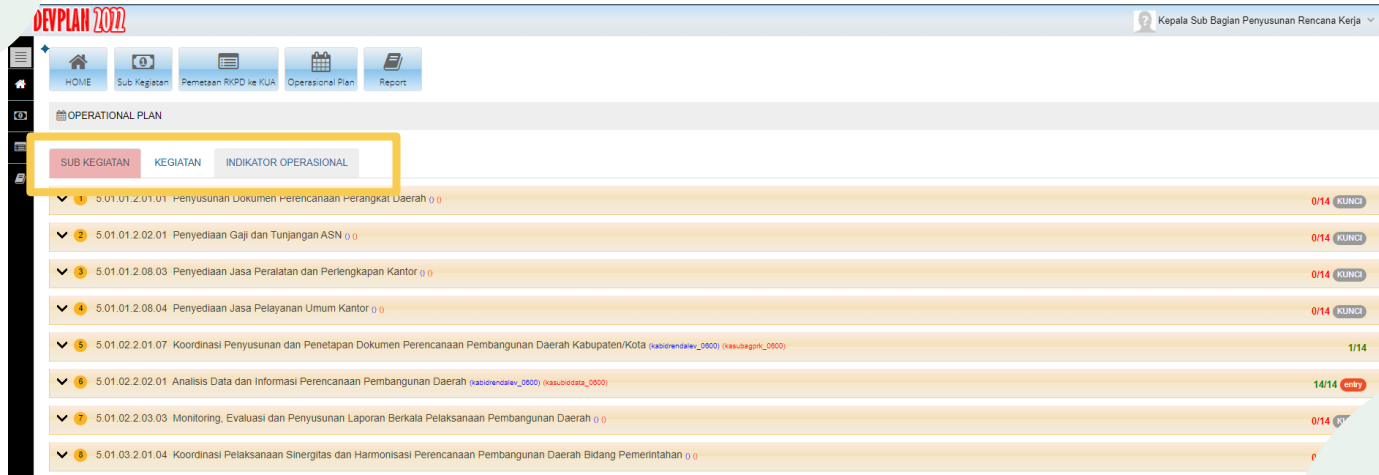 DEVPLAN 2022
Kepala Sub Bagian Penyusunan Rencana Kerja
HOME
Sub Kegiatan
Pemetaan RKPD ke KUA
Operasional Plan
Report
OPERATIONAL PLAN
SUB KEGIATAN
KEGIATAN
INDIKATOR OPERASIONAL
1 5.01.01.2.01.01 Penyusunan Dokumen Perencanaan Perangkat Daerah () () 0/14 KUNCI
2 5.01.01.2.02.01 Penyediaan Gaji dan Tunjangan ASN () () 0/14 KUNCI
3 5.01.01.2.08.03 Penyediaan Jasa Peralatan dan Perlengkapan Kantor () () 0/14 KUNCI
4 5.01.01.2.08.04 Penyediaan Jasa Pelayanan Umum Kantor () () 0/14 KUNCI
5 5.01.02.2.01.07 Koordinasi Penyusunan dan Penetapan Dokumen Perencanaan Pembangunan Daerah Kabupaten/Kota (kabidrendalev_0600) (kasubagprk_0600) 1/14
6 5.01.02.2.02.01 Analisis Data dan Informasi Perencanaan Pembangunan Daerah (kabidrendalev_0600) (kasubiddata_0600) 14/14 entry
7 5.01.02.2.03.03 Monitoring, Evaluasi dan Penyusunan Laporan Berkala Pelaksanaan Pembangunan Daerah () () 0/14
8 5.01.03.2.01.04 Koordinasi Pelaksanaan Sinergitas dan Harmonisasi Perencanaan Pembangunan Daerah Bidang Pemerintahan () ()